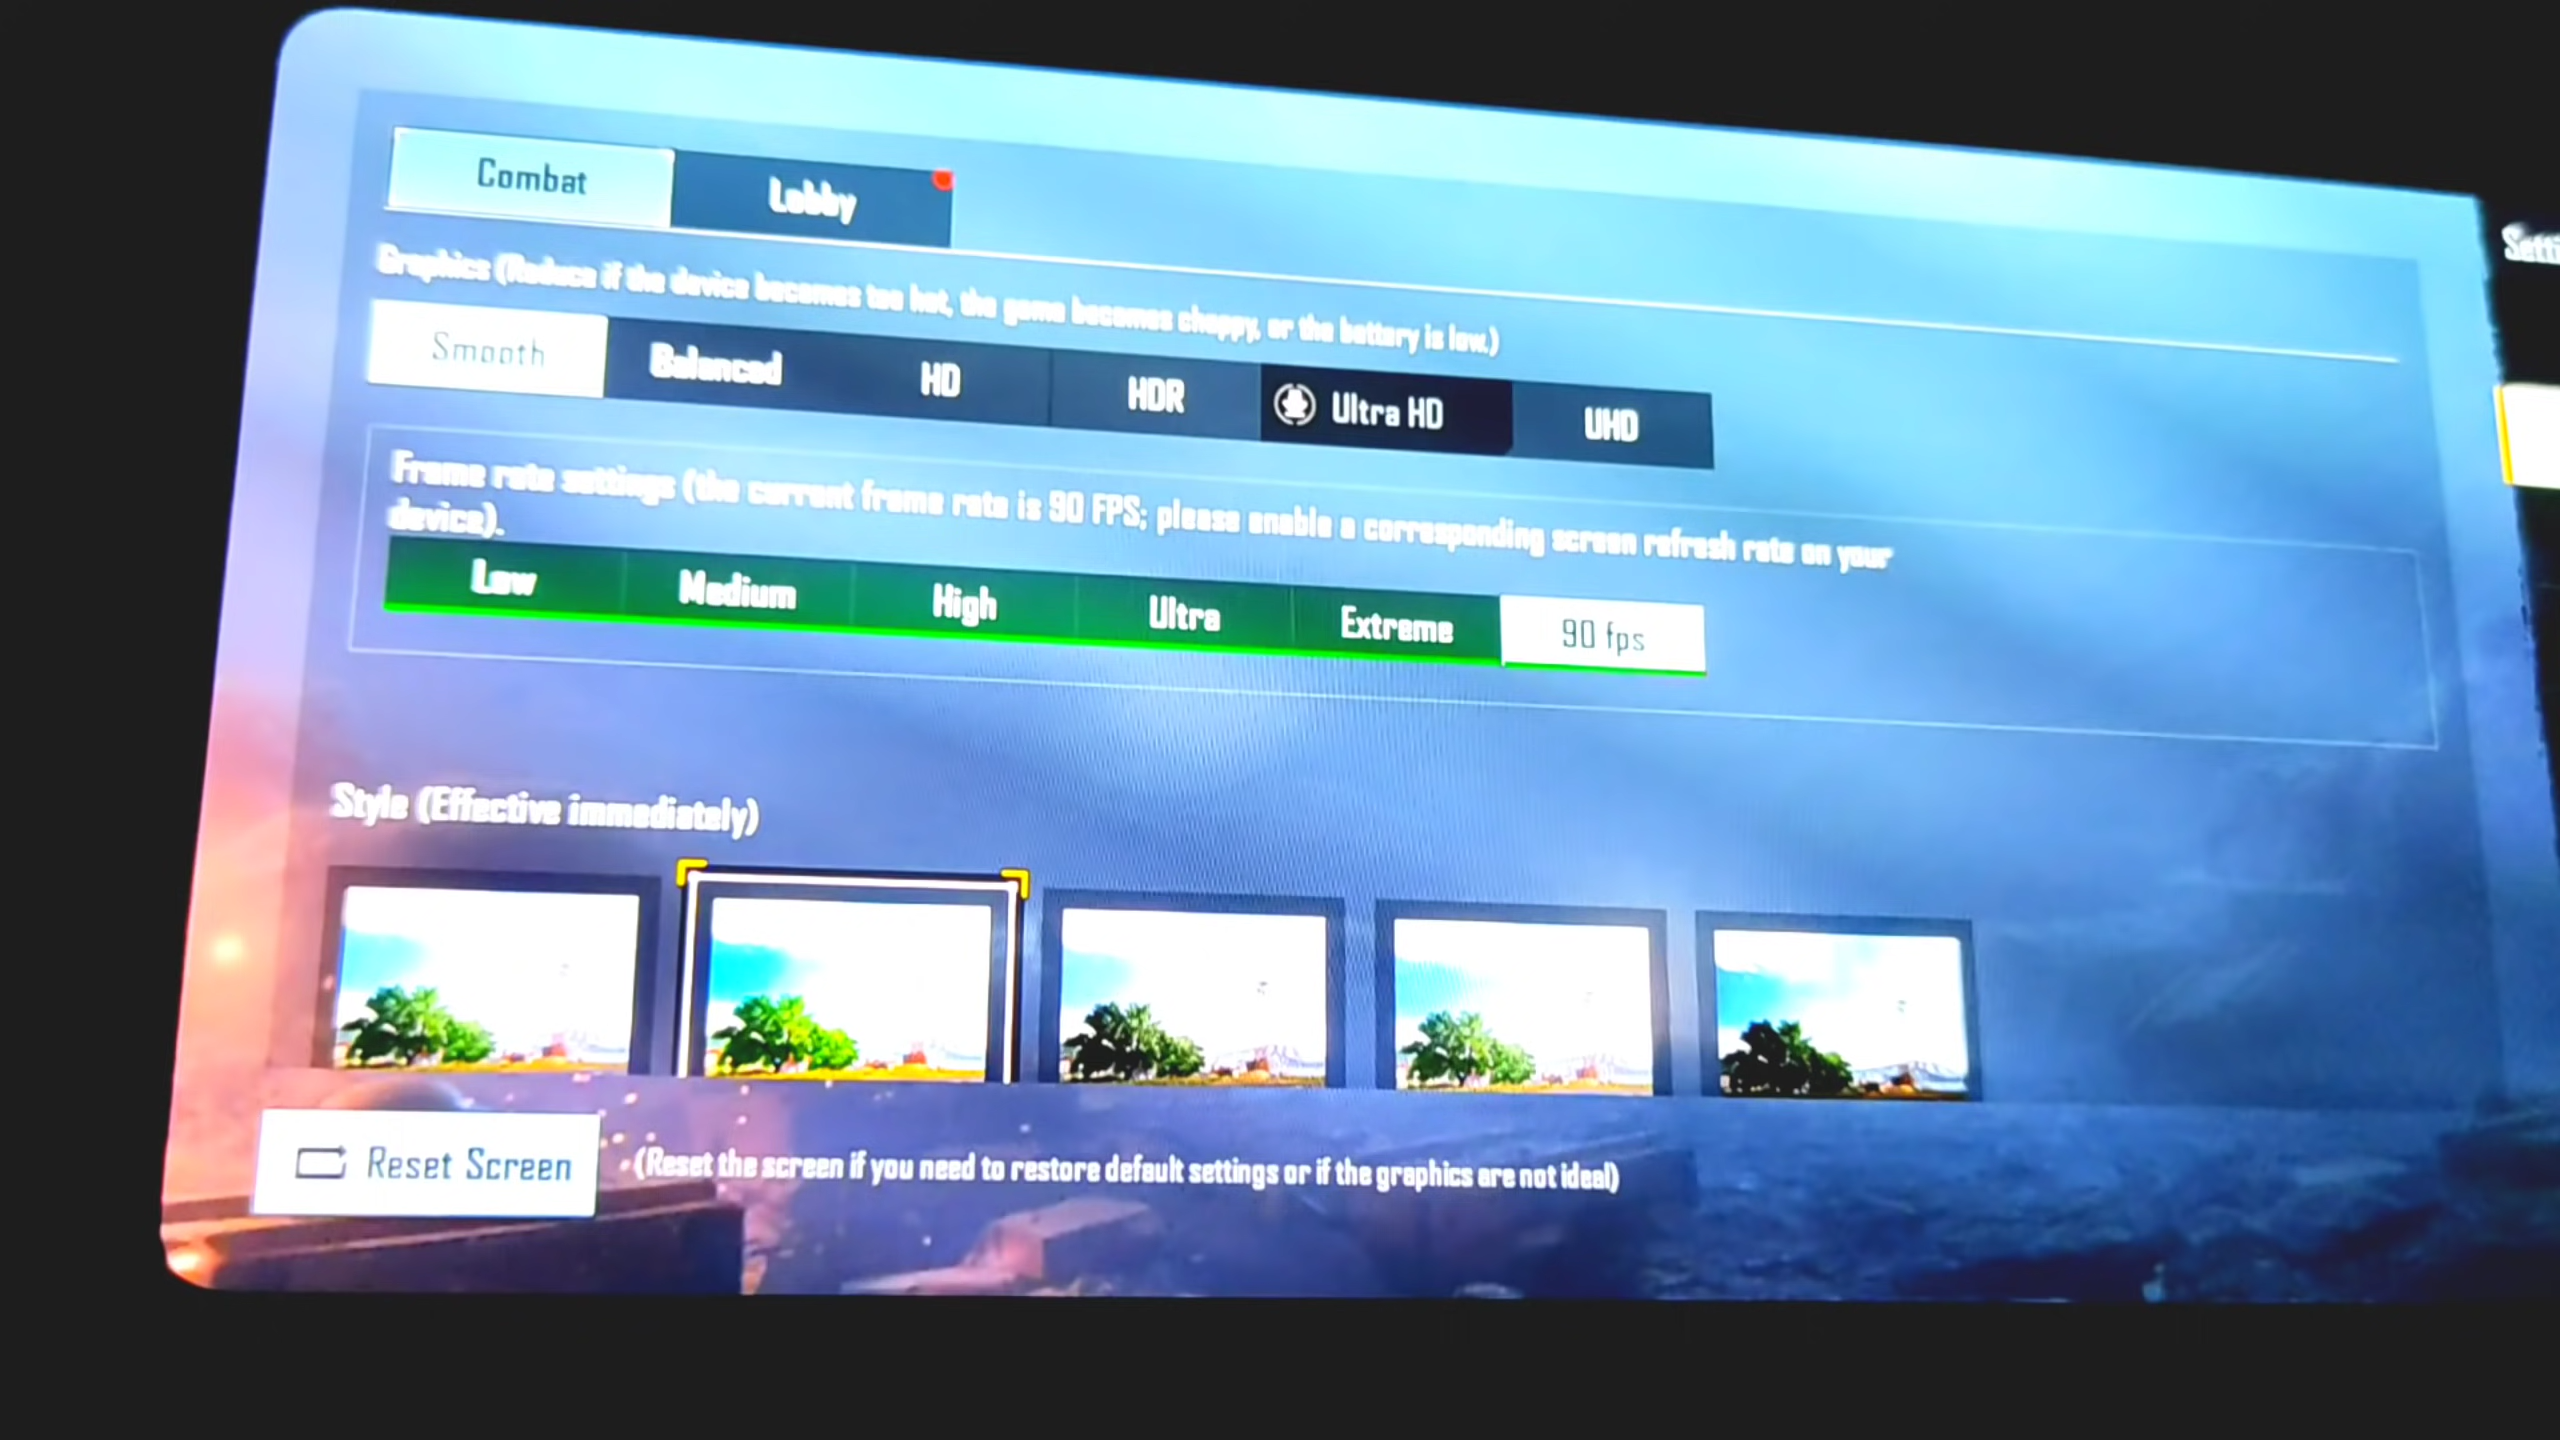 Combat Lobby
Graphics (Reduce if the device becomes too hot, the game becomes choppy, or the battery is low.)
Smooth Balanced HD HDR Ultra HD UHD
Frame rate settings (the current frame rate is 90 FPS; please enable a corresponding screen refresh rate on your
device).
Low Medium High Ultra Extreme 90 fps
Style (Effective immediately)
Reset Screen (Reset the screen if you need to restore default settings or if the graphics are not ideal)